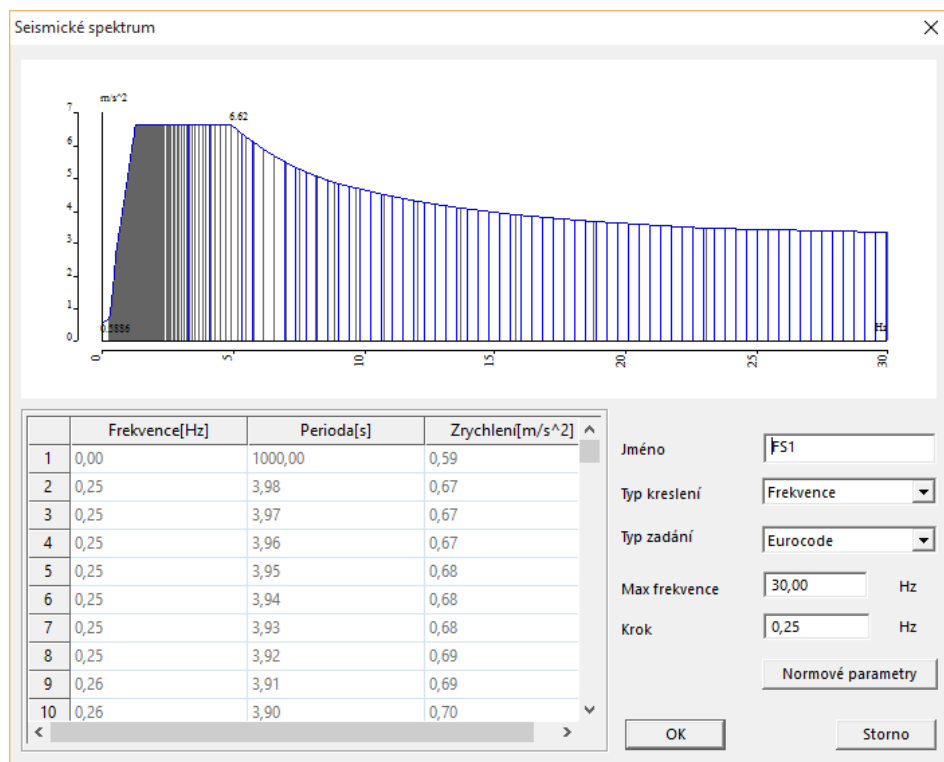 Seismické spektrum
m/s^2
7
6
5
4
3
2
1
0
6.62
0.5886
Hz
0 5 10 15 20 25 30
Frekvence[Hz] Perioda[s] Zrychlení[m/s^2]
1 0,00 1000,00 0,59
2 0,25 3,98 0,67
3 0,25 3,97 0,67
4 0,25 3,96 0,67
5 0,25 3,95 0,68
6 0,25 3,94 0,68
7 0,25 3,93 0,68
8 0,25 3,92 0,69
9 0,26 3,91 0,69
10 0,26 3,90 0,70
Jméno FS1
Typ kreslení Frekvence
Typ zadání Eurocode
Max frekvence 30,00 Hz
Krok 0,25 Hz
Normové parametry
OK Storno